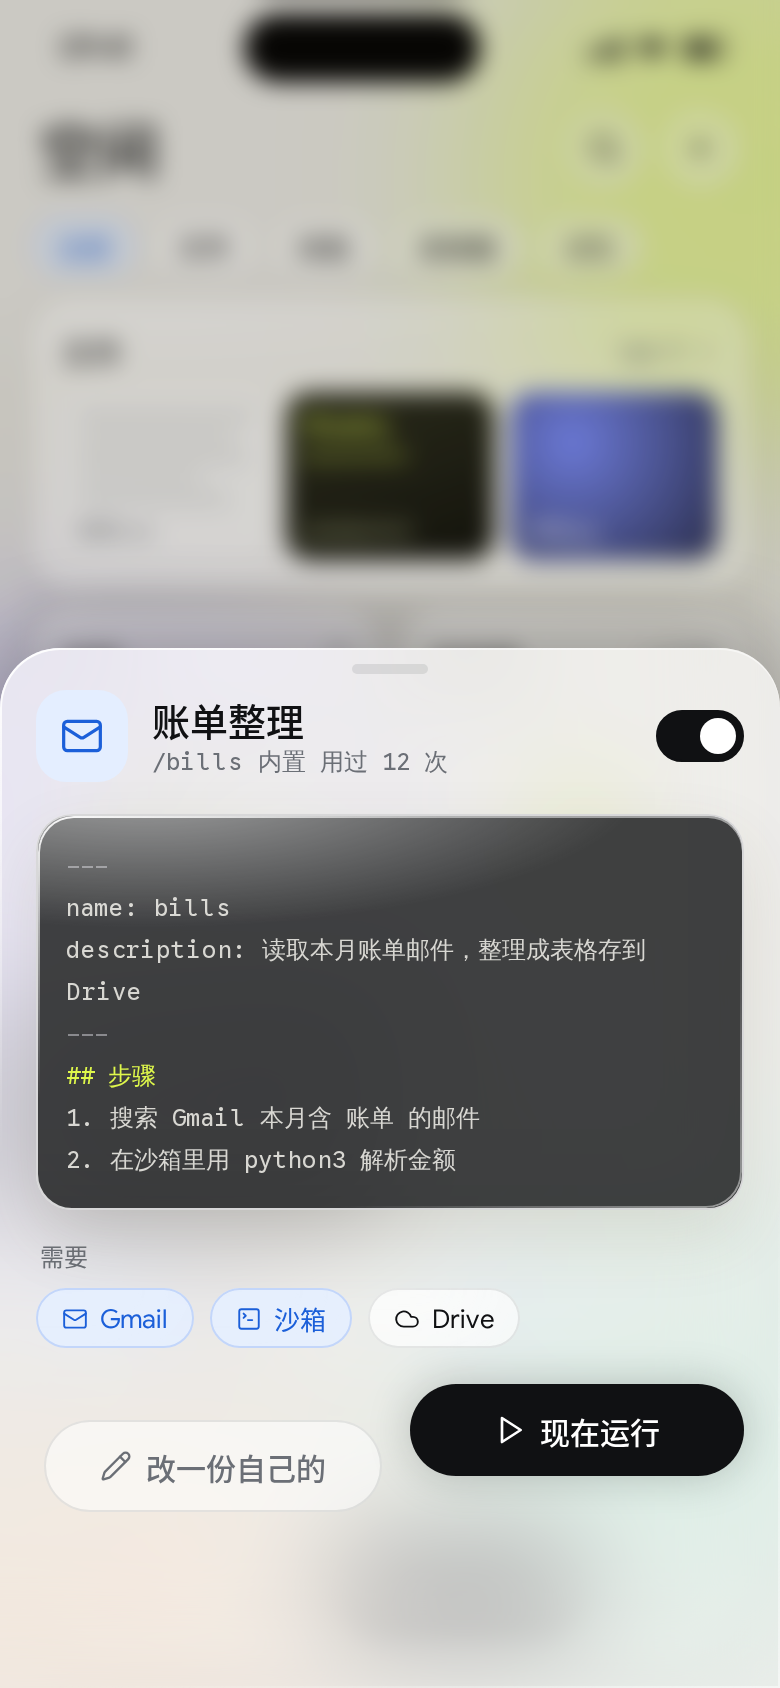 空间
账单整理
/bills 内置 用过 12 次
---
name: bills
description: 读取本月账单邮件，整理成表格存到
Drive
---
## 步骤
1. 搜索 Gmail 本月含 账单 的邮件
2. 在沙箱里用 python3 解析金额
需要
Gmail
沙箱
Drive
现在运行
改一份自己的